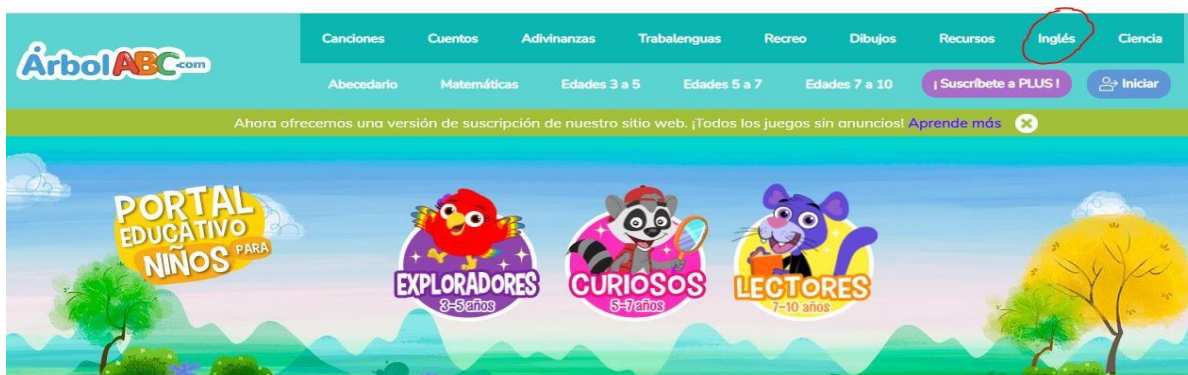 ÁrbolABC.com
Canciones Cuentos Adivinanzas Trabalenguas Recreo Dibujos Recursos Inglés Ciencia
Abecedario Matemáticas Edades 3 a 5 Edades 5 a 7 Edades 7 a 10 ¡ Suscríbete a PLUS ! Iniciar
Ahora ofrecemos una versión de suscripción de nuestro sitio web. ¡Todos los juegos sin anuncios! Aprende más
PORTAL
EDUCATIVO
PARA
NIÑOS
EXPLORADORES
3-5 años
CURIOSOS
5-7 años
LECTORES
7-10 años